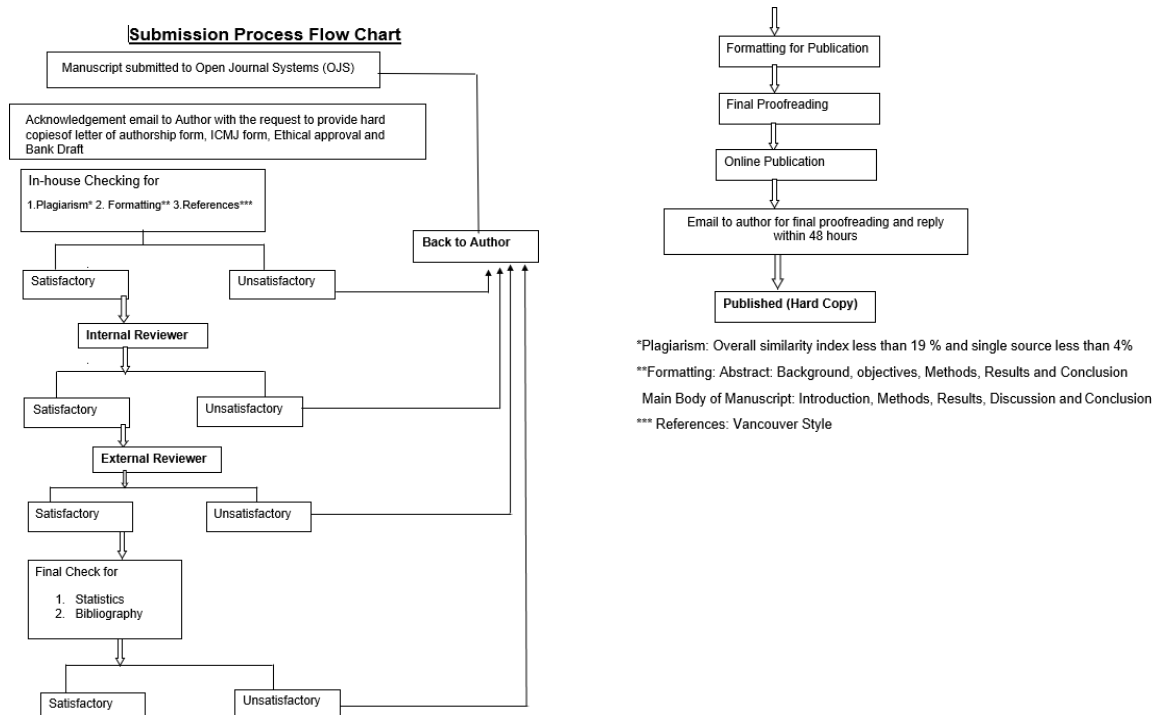 Submission Process Flow Chart
Manuscript submitted to Open Journal Systems (OJS)
Acknowledgement email to Author with the request to provide hard
copiesof letter of authorship form, ICMJ form, Ethical approval and
Bank Draft
In-house Checking for
1.Plagiarism* 2. Formatting** 3.References***
Back to Author
Satisfactory
Unsatisfactory
Internal Reviewer
Satisfactory
Unsatisfactory
External Reviewer
Satisfactory
Unsatisfactory
Final Check for
1. Statistics
2. Bibliography
Satisfactory
Unsatisfactory
Formatting for Publication
Final Proofreading
Online Publication
Email to author for final proofreading and reply
within 48 hours
Published (Hard Copy)
*Plagiarism: Overall similarity index less than 19 % and single source less than 4%
**Formatting: Abstract: Background, objectives, Methods, Results and Conclusion
Main Body of Manuscript: Introduction, Methods, Results, Discussion and Conclusion
*** References: Vancouver Style